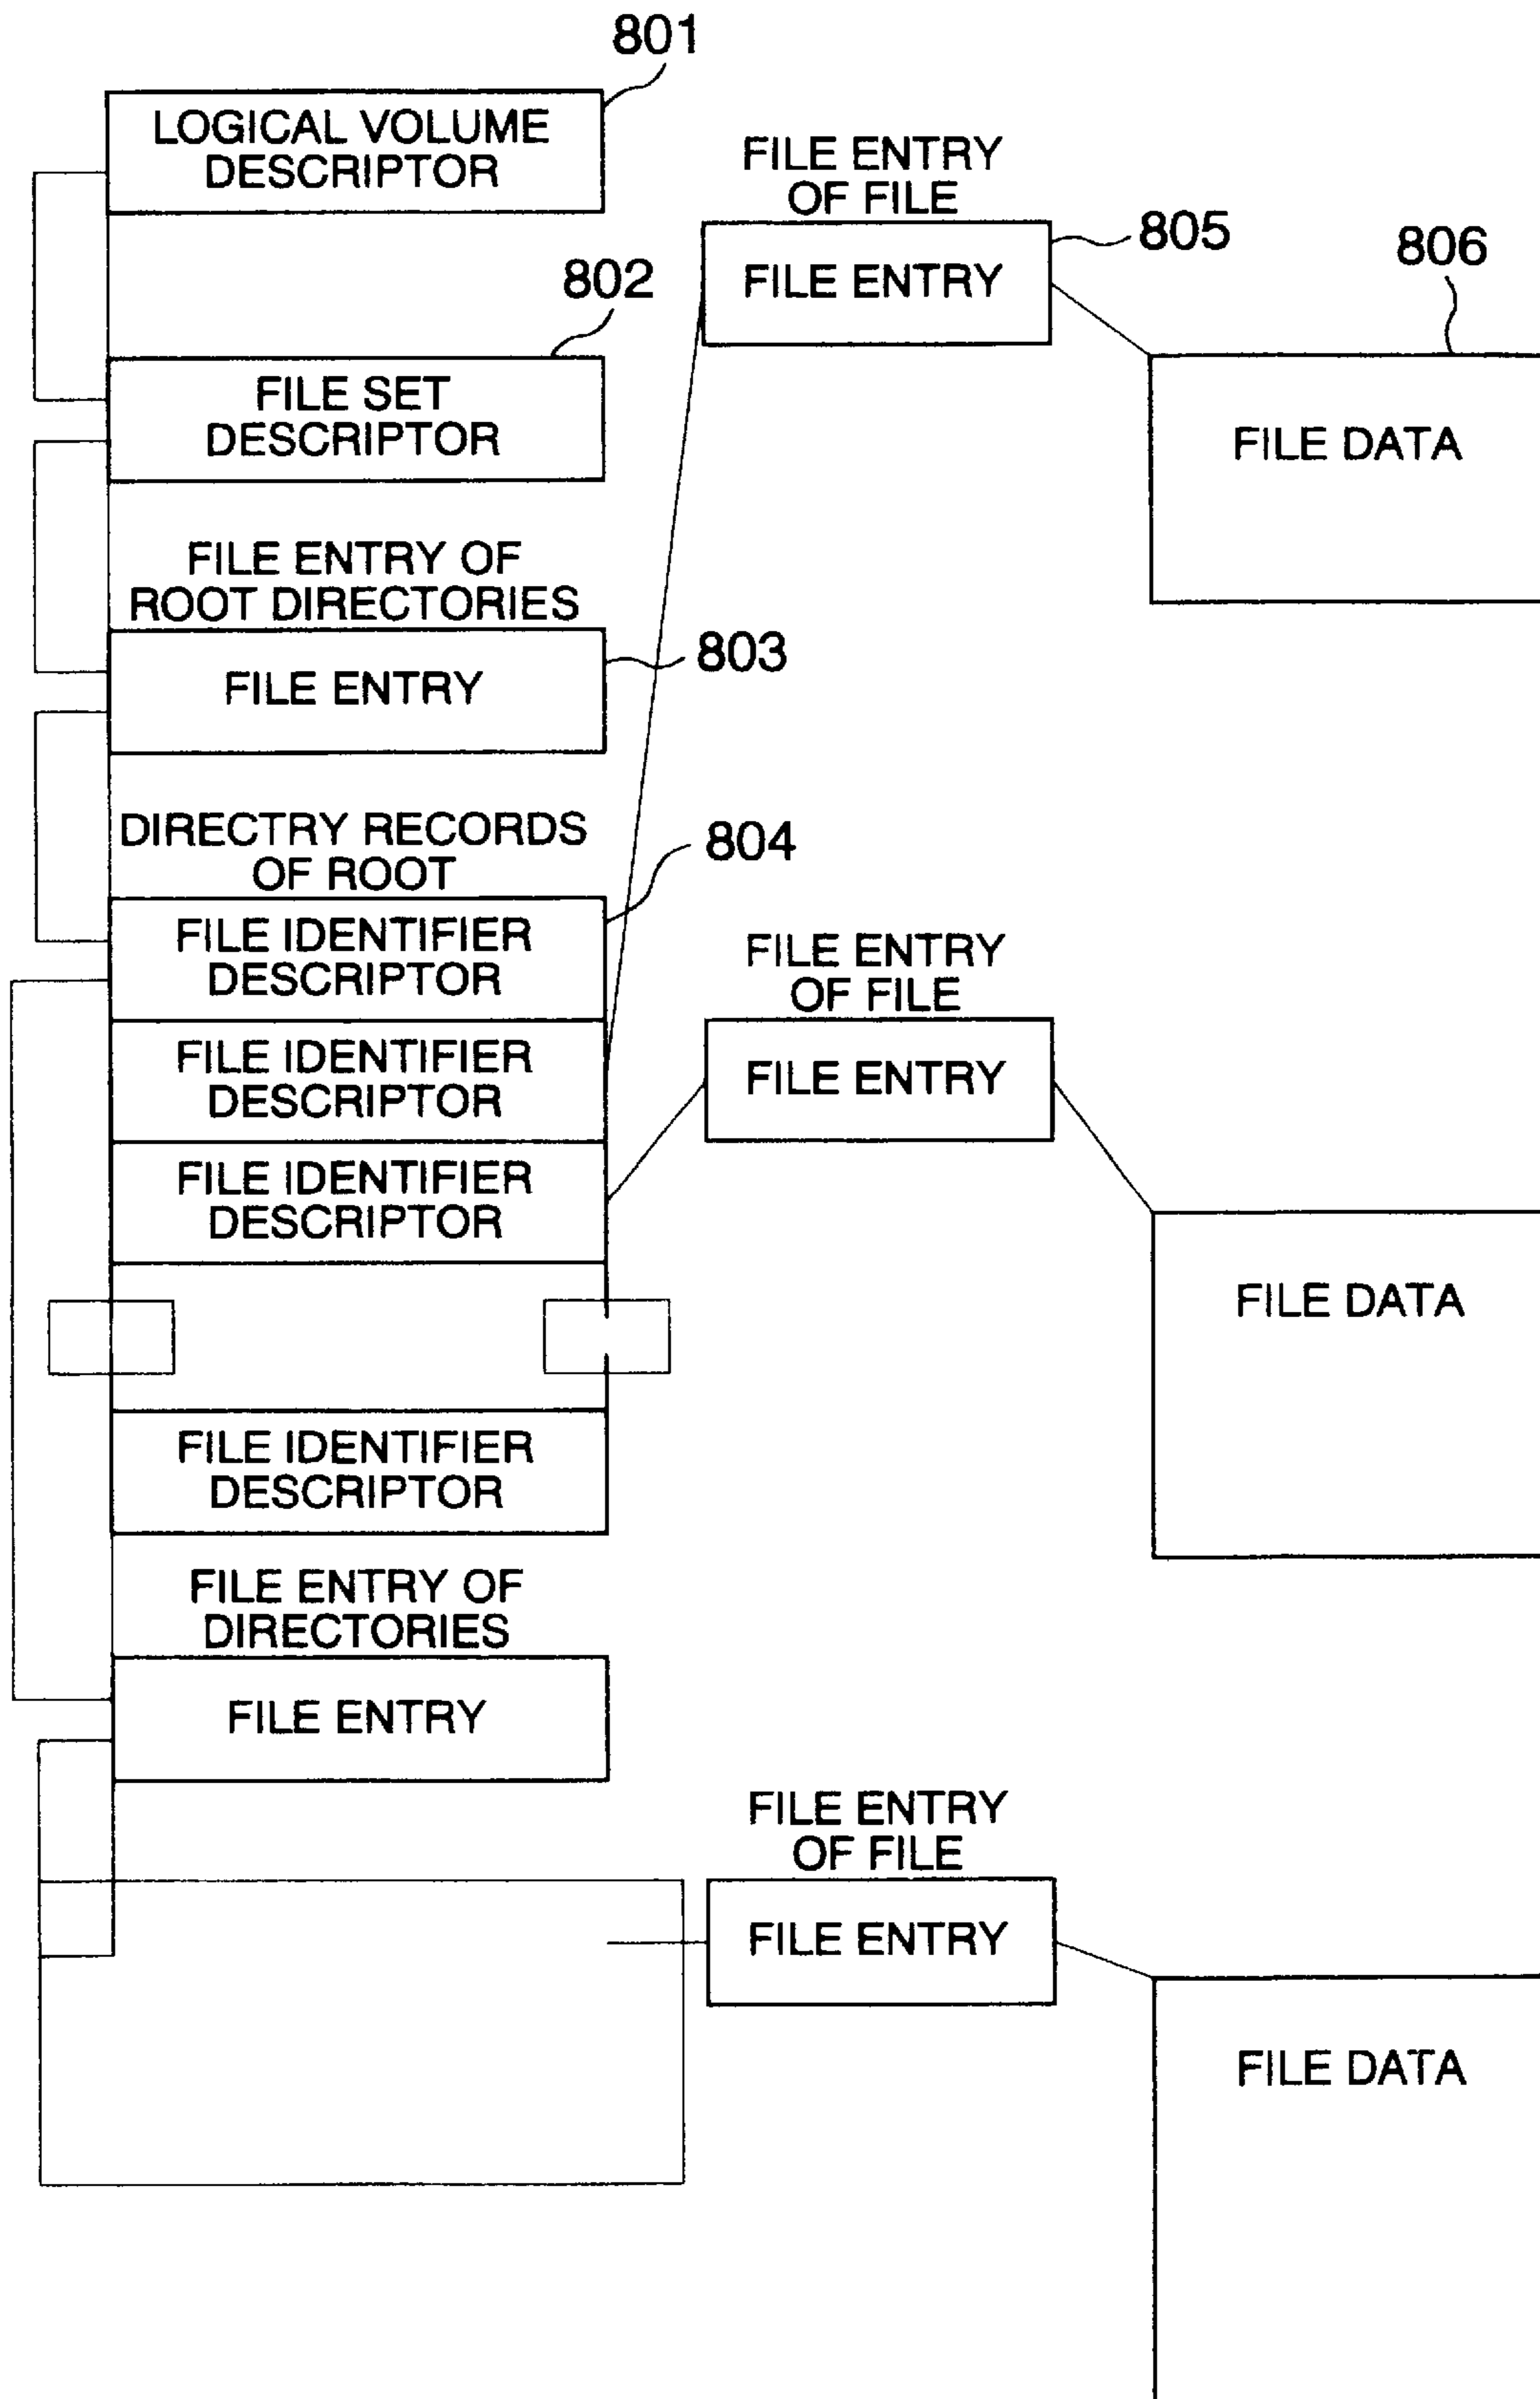 801
LOGICAL VOLUME
DESCRIPTOR
FILE ENTRY
OF FILE
805
FILE ENTRY
806
802
FILE SET
DESCRIPTOR
FILE DATA
FILE ENTRY OF
ROOT DIRECTORIES
803
FILE ENTRY
DIRECTRY RECORDS
OF ROOT
804
FILE IDENTIFIER
DESCRIPTOR
FILE IDENTIFIER
DESCRIPTOR
FILE IDENTIFIER
DESCRIPTOR
FILE ENTRY
OF FILE
FILE ENTRY
FILE DATA
FILE IDENTIFIER
DESCRIPTOR
FILE ENTRY OF
DIRECTORIES
FILE ENTRY
FILE ENTRY
OF FILE
FILE ENTRY
FILE DATA